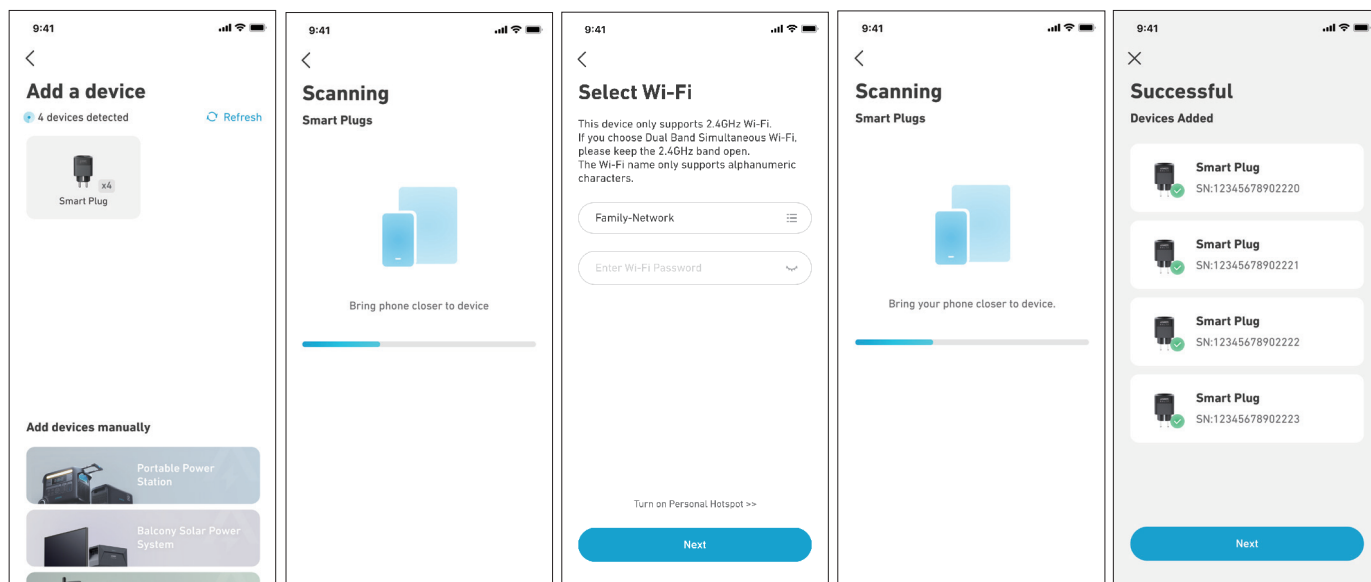 9:41
Add a device
4 devices detected
Refresh
x4
Smart Plug
Add devices manually
Portable Power
Station
Balcony Solar Power
System
9:41
Scanning
Smart Plugs
Bring phone closer to device
9:41
Select Wi-Fi
This device only supports 2.4GHz Wi-Fi.
If you choose Dual Band Simultaneous Wi-Fi,
please keep the 2.4GHz band open.
The Wi-Fi name only supports alphanumeric
characters.
Family-Network
Enter Wi-Fi Password
Turn on Personal Hotspot >>
Next
9:41
Scanning
Smart Plugs
Bring your phone closer to device.
9:41
Successful
Devices Added
Smart Plug
SN:12345678902220
Smart Plug
SN:12345678902221
Smart Plug
SN:12345678902222
Smart Plug
SN:12345678902223
Next